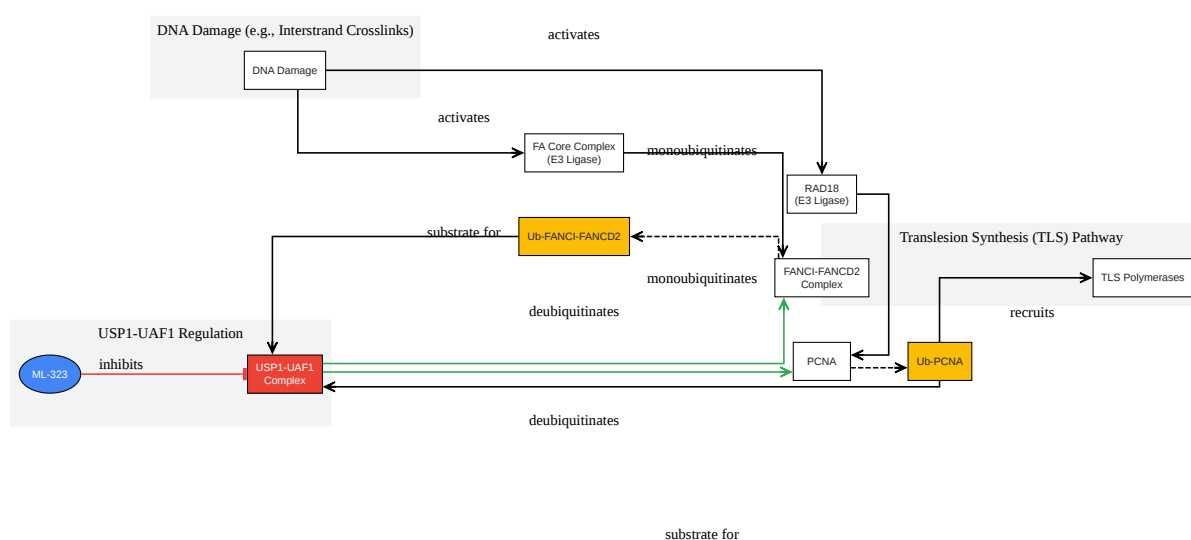 DNA Damage (e.g., Interstrand Crosslinks)
activates
DNA Damage
activates
FA Core Complex
(E3 Ligase)
monoubiquitinates
RAD18
(E3 Ligase)
substrate for
Ub-FANCI-FANCD2
Translesion Synthesis (TLS) Pathway
monoubiquitinates
FANCI-FANCD2
Complex
TLS Polymerases
deubiquitinates
recruits
USP1-UAF1 Regulation
inhibits
ML-323
USP1-UAF1
Complex
PCNA
Ub-PCNA
deubiquitinates
substrate for